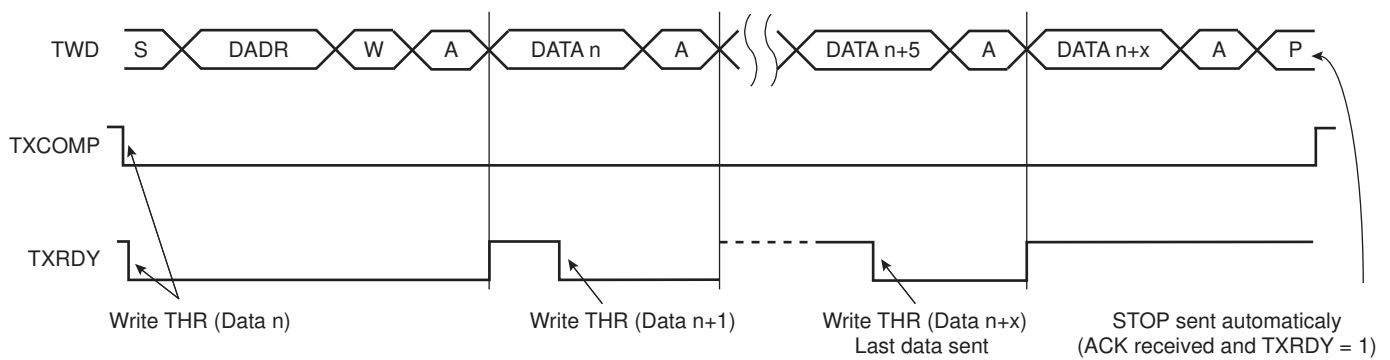 TWD S DADR W A DATA n A DATA n+5 A DATA n+x A P
TXCOMP
TXRDY
Write THR (Data n)
Write THR (Data n+1)
Write THR (Data n+x)
Last data sent
STOP sent automaticaly
(ACK received and TXRDY = 1)